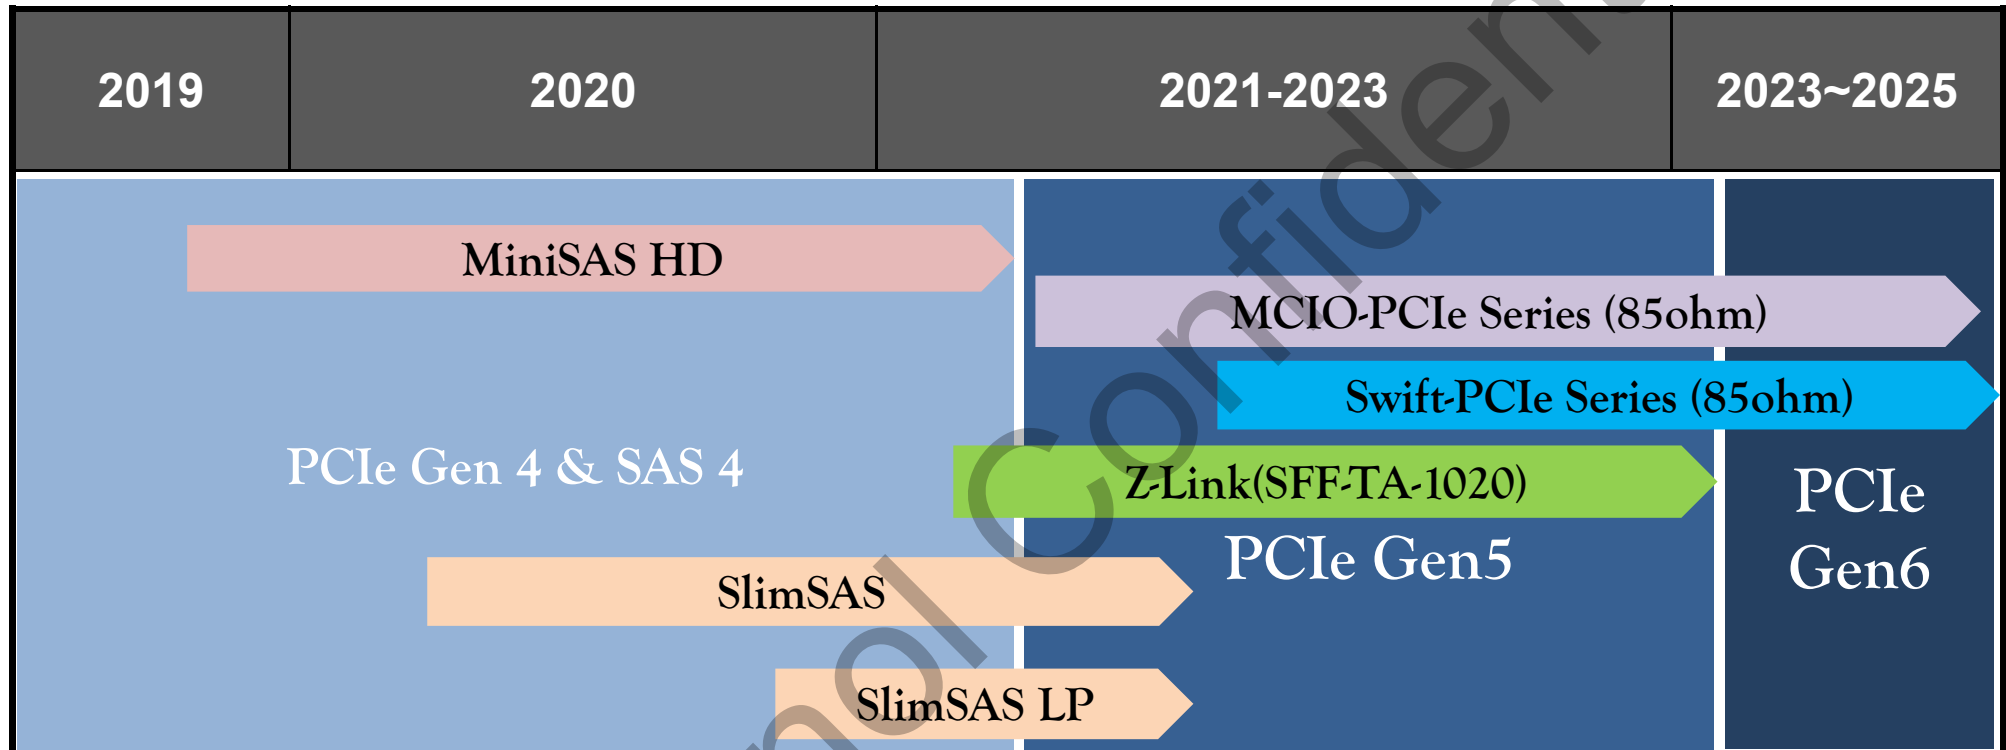 2019 2020 2021-2023 2023~2025
MiniSAS HD
MCIO-PCIe Series (85ohm)
Swift-PCIe Series (85ohm)
PCIe Gen 4 & SAS 4
Z-Link(SFF-TA-1020)
PCIe
Gen6
PCIe Gen5
SlimSAS
SlimSAS LP